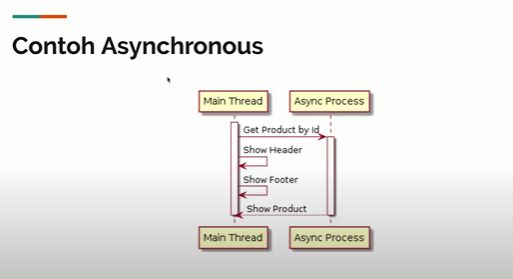 Contoh Asynchronous
Main Thread Async Process
Get Product by Id
Show Header
Show Footer
Show Product
Main Thread Async Process